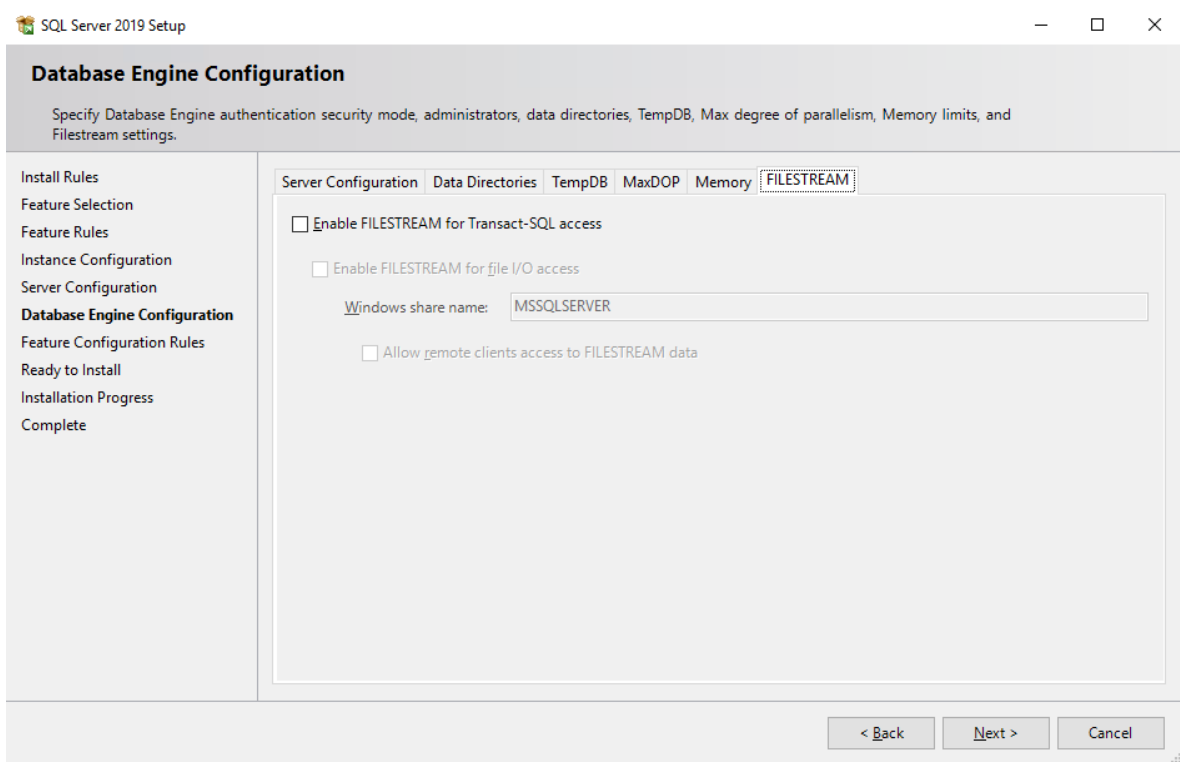 SQL Server 2019 Setup
Database Engine Configuration
Specify Database Engine authentication security mode, administrators, data directories, TempDB, Max degree of parallelism, Memory limits, and
Filestream settings.
Install Rules
Feature Selection
Feature Rules
Instance Configuration
Server Configuration
Database Engine Configuration
Feature Configuration Rules
Ready to Install
Installation Progress
Complete
Server Configuration Data Directories TempDB MaxDOP Memory FILESTREAM
Enable FILESTREAM for Transact-SQL access
Enable FILESTREAM for file I/O access
Windows share name: MSSQLSERVER
Allow remote clients access to FILESTREAM data
< Back Next > Cancel